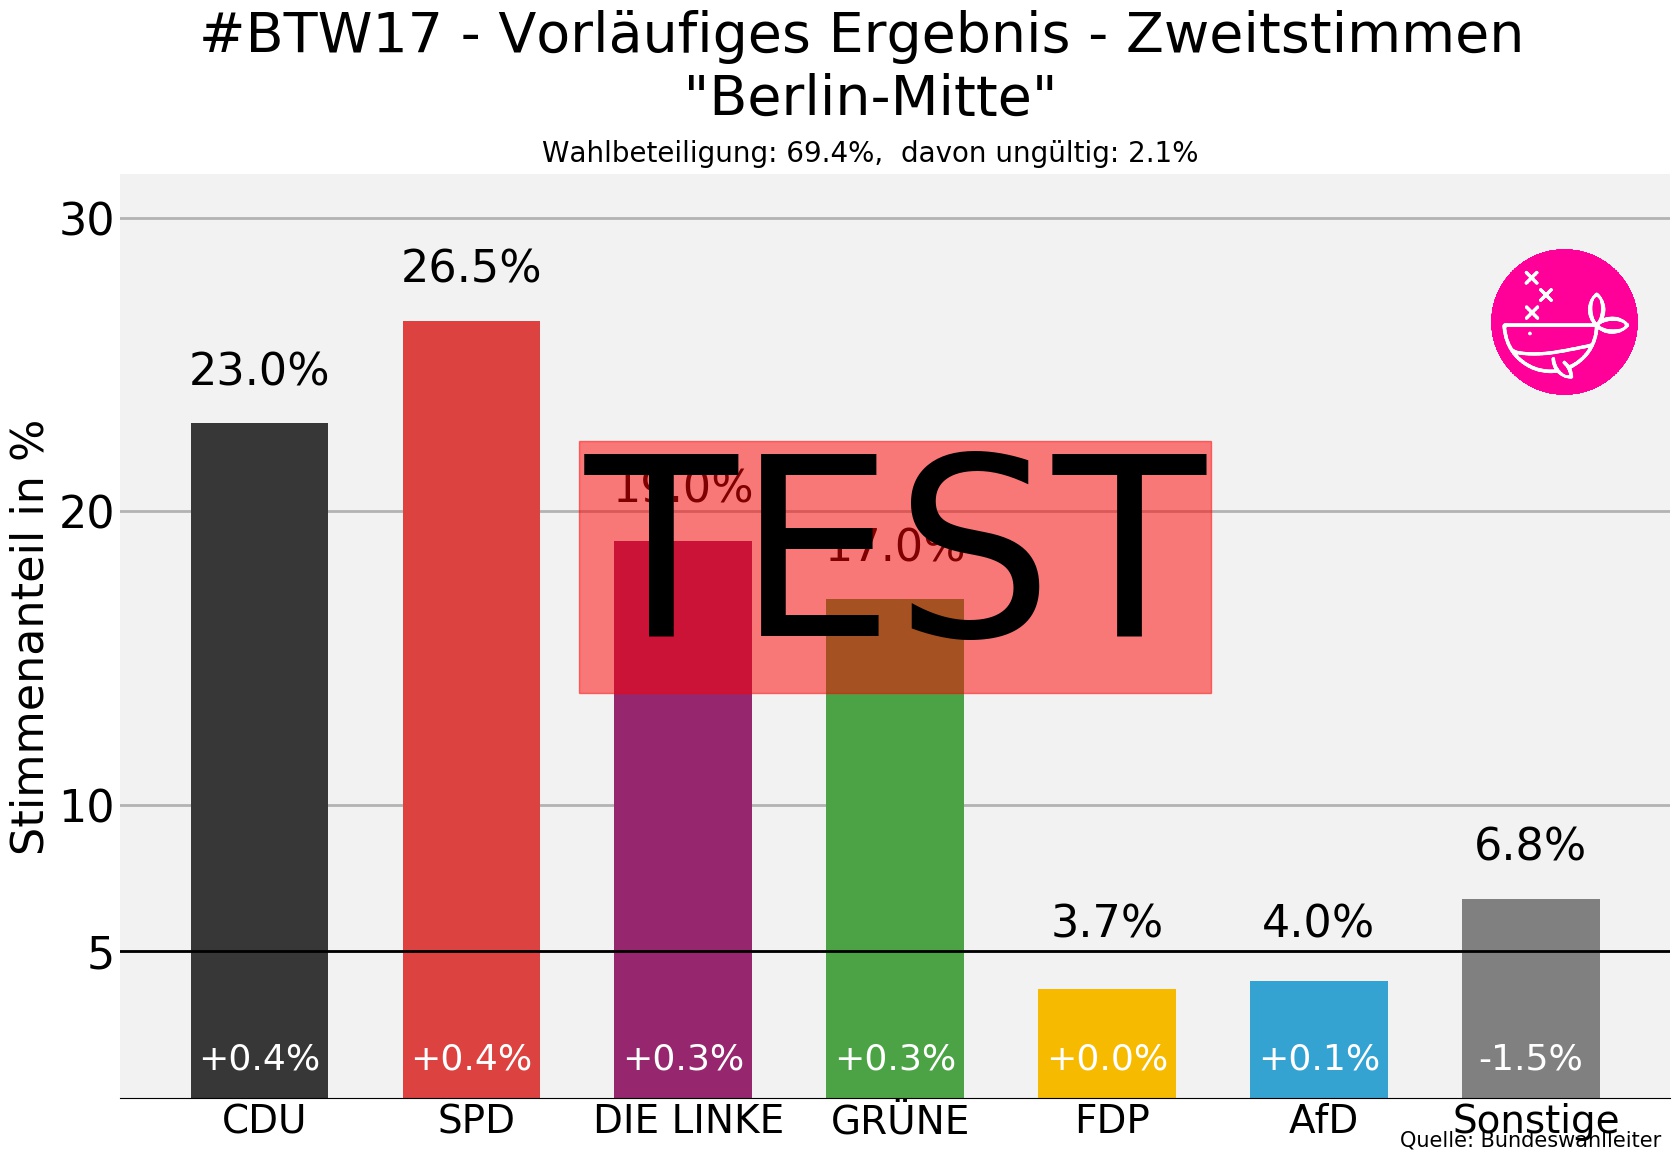 #BTW17 - Vorläufiges Ergebnis - Zweitstimmen
"Berlin-Mitte"
Wahlbeteiligung: 69.4%,  davon ungültig: 2.1%
Stimmenanteil in %
30
20
10
5
23.0%
26.5%
19.0%
17.0%
3.7%
4.0%
6.8%
TEST
+0.4%
+0.4%
+0.3%
+0.3%
+0.0%
+0.1%
-1.5%
CDU
SPD
DIE LINKE
GRÜNE
FDP
AfD
Sonstige
Quelle: Bundeswahlleiter